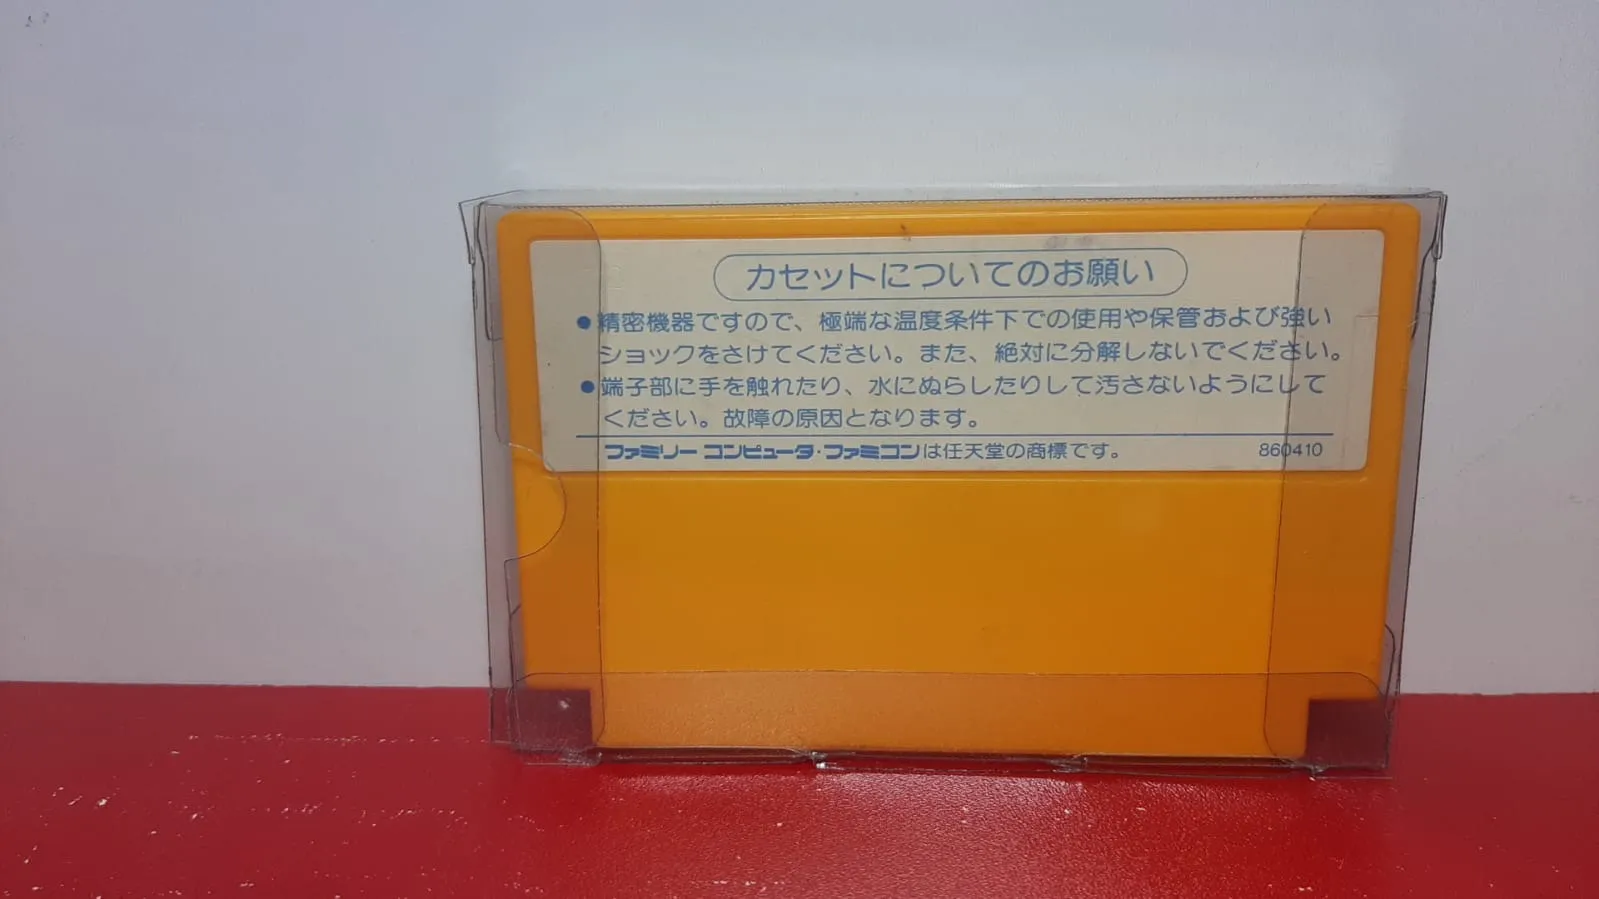 カセットについてのお願い
●精密機器ですので、極端な温度条件下での使用や保管および強い
ショックをさけてください。また、絶対に分解しないでください。
●端子部に手を触れたり、水にぬらしたりして汚さないようにして
ください。故障の原因となります。
ファミリー コンピュータ・ファミコンは任天堂の商標です。 860410